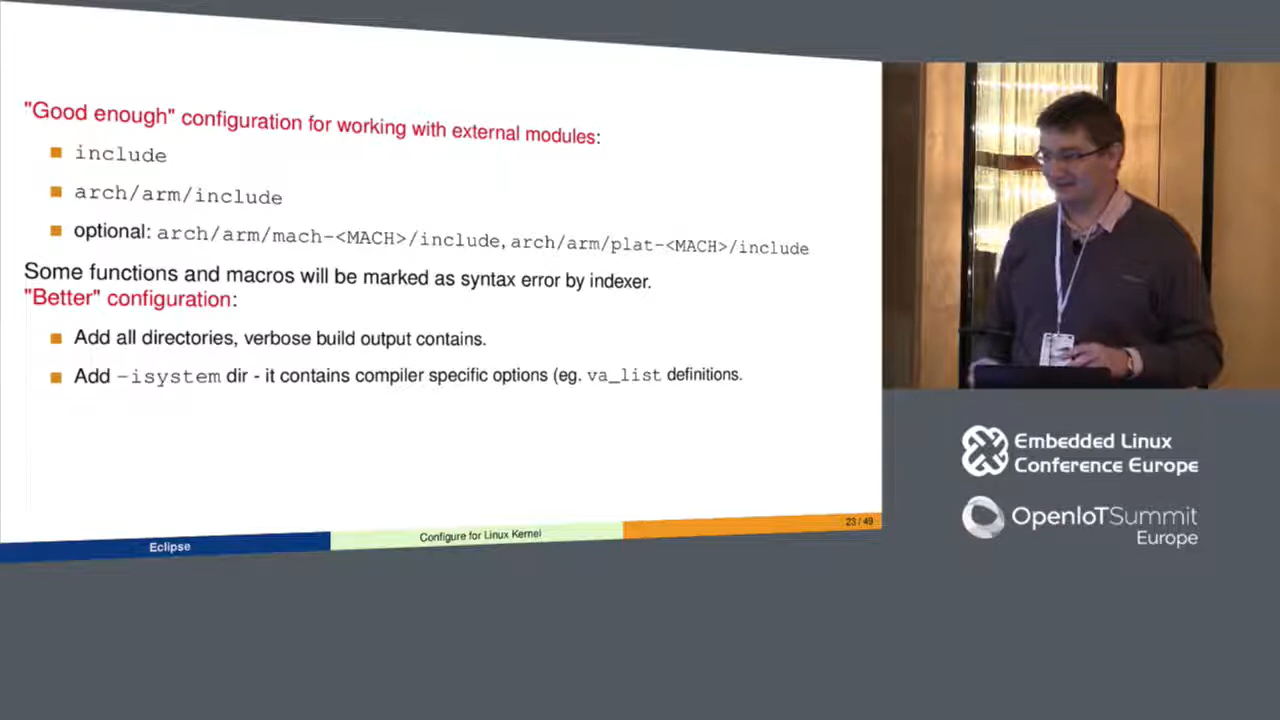 "Good enough" configuration for working with external modules:
include
arch/arm/include
optional: arch/arm/mach-<MACH>/include, arch/arm/plat-<MACH>/include
Some functions and macros will be marked as syntax error by indexer.
"Better" configuration:
Add all directories, verbose build output contains.
Add -isystem dir - it contains compiler specific options (eg. va_list definitions.
23 / 49
Eclipse
Configure for Linux Kernel
Embedded Linux
Conference Europe
OpenIoTSummit
Europe